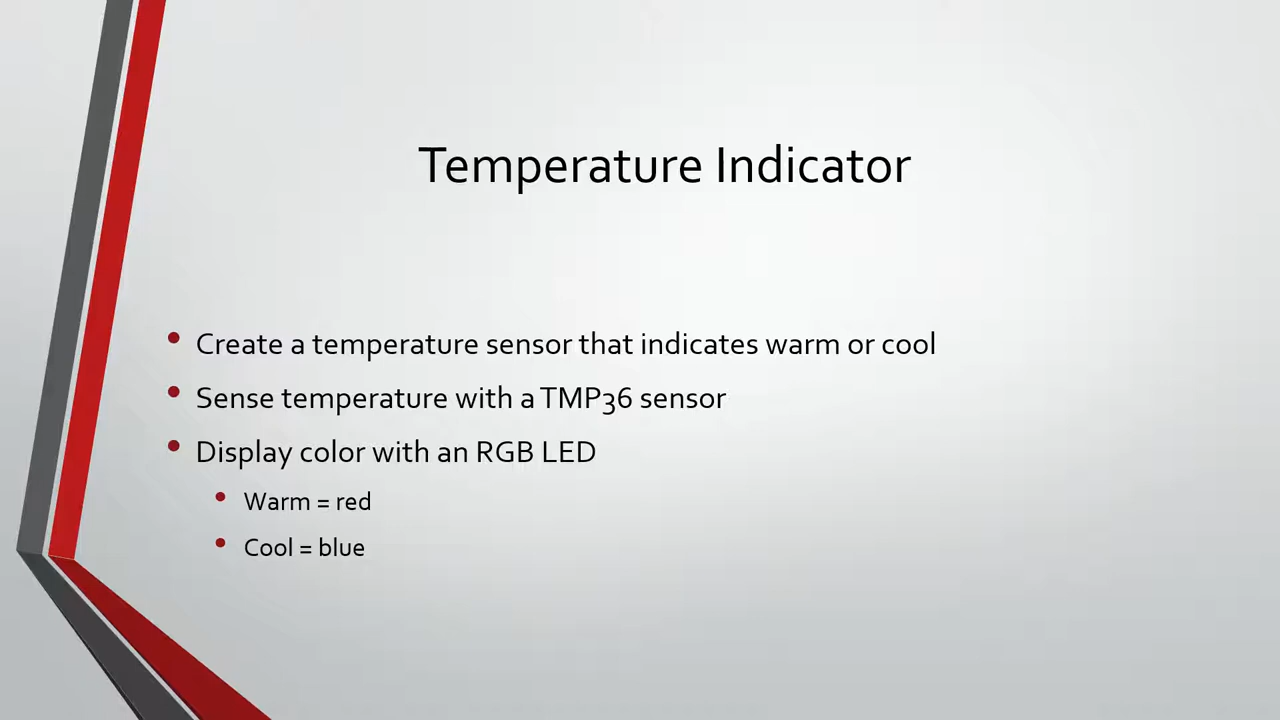 Temperature Indicator
Create a temperature sensor that indicates warm or cool
Sense temperature with a TMP36 sensor
Display color with an RGB LED
Warm = red
Cool = blue